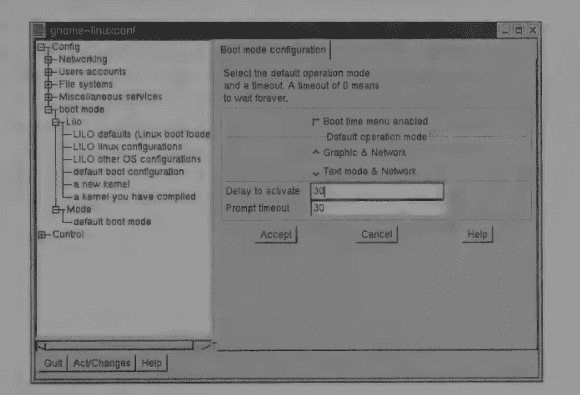 gnome-linuxconf
Config
Networking
Users accounts
File systems
Miscellaneous services
boot mode
Lilo
LILO defaults (Linux boot loade
LILO linux configurations
LILO other OS configurations
default boot configuration
a new kernel
a kernel you have compiled
Mode
default boot mode
Control
Boot mode configuration
Select the default operation mode
and a timeout. A timeout of 0 means
to wait forever.
Boot time menu enabled
Default operation mode
Graphic & Network
Text mode & Network
Delay to activate 30
Prompt timeout 30
Accept Cancel Help
Quit Act/Changes Help